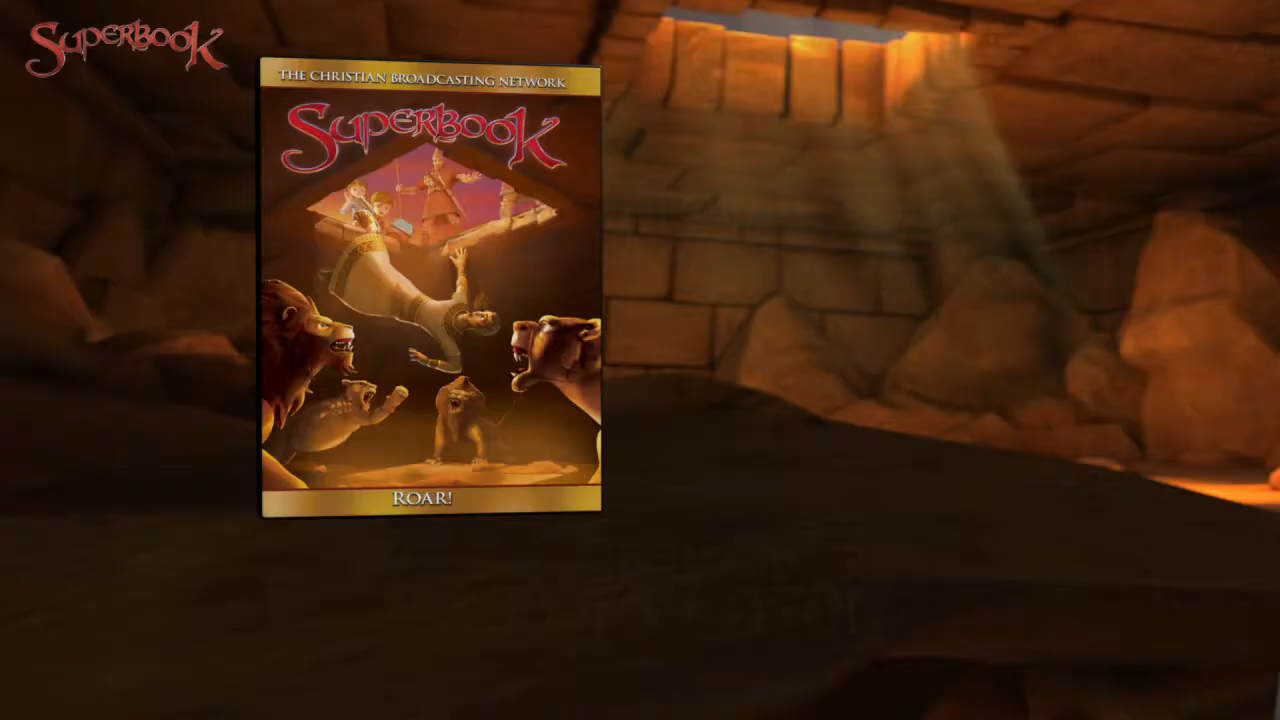 SUPERBOOK
THE CHRISTIAN BROADCASTING NETWORK
SUPERBOOK
ROAR!